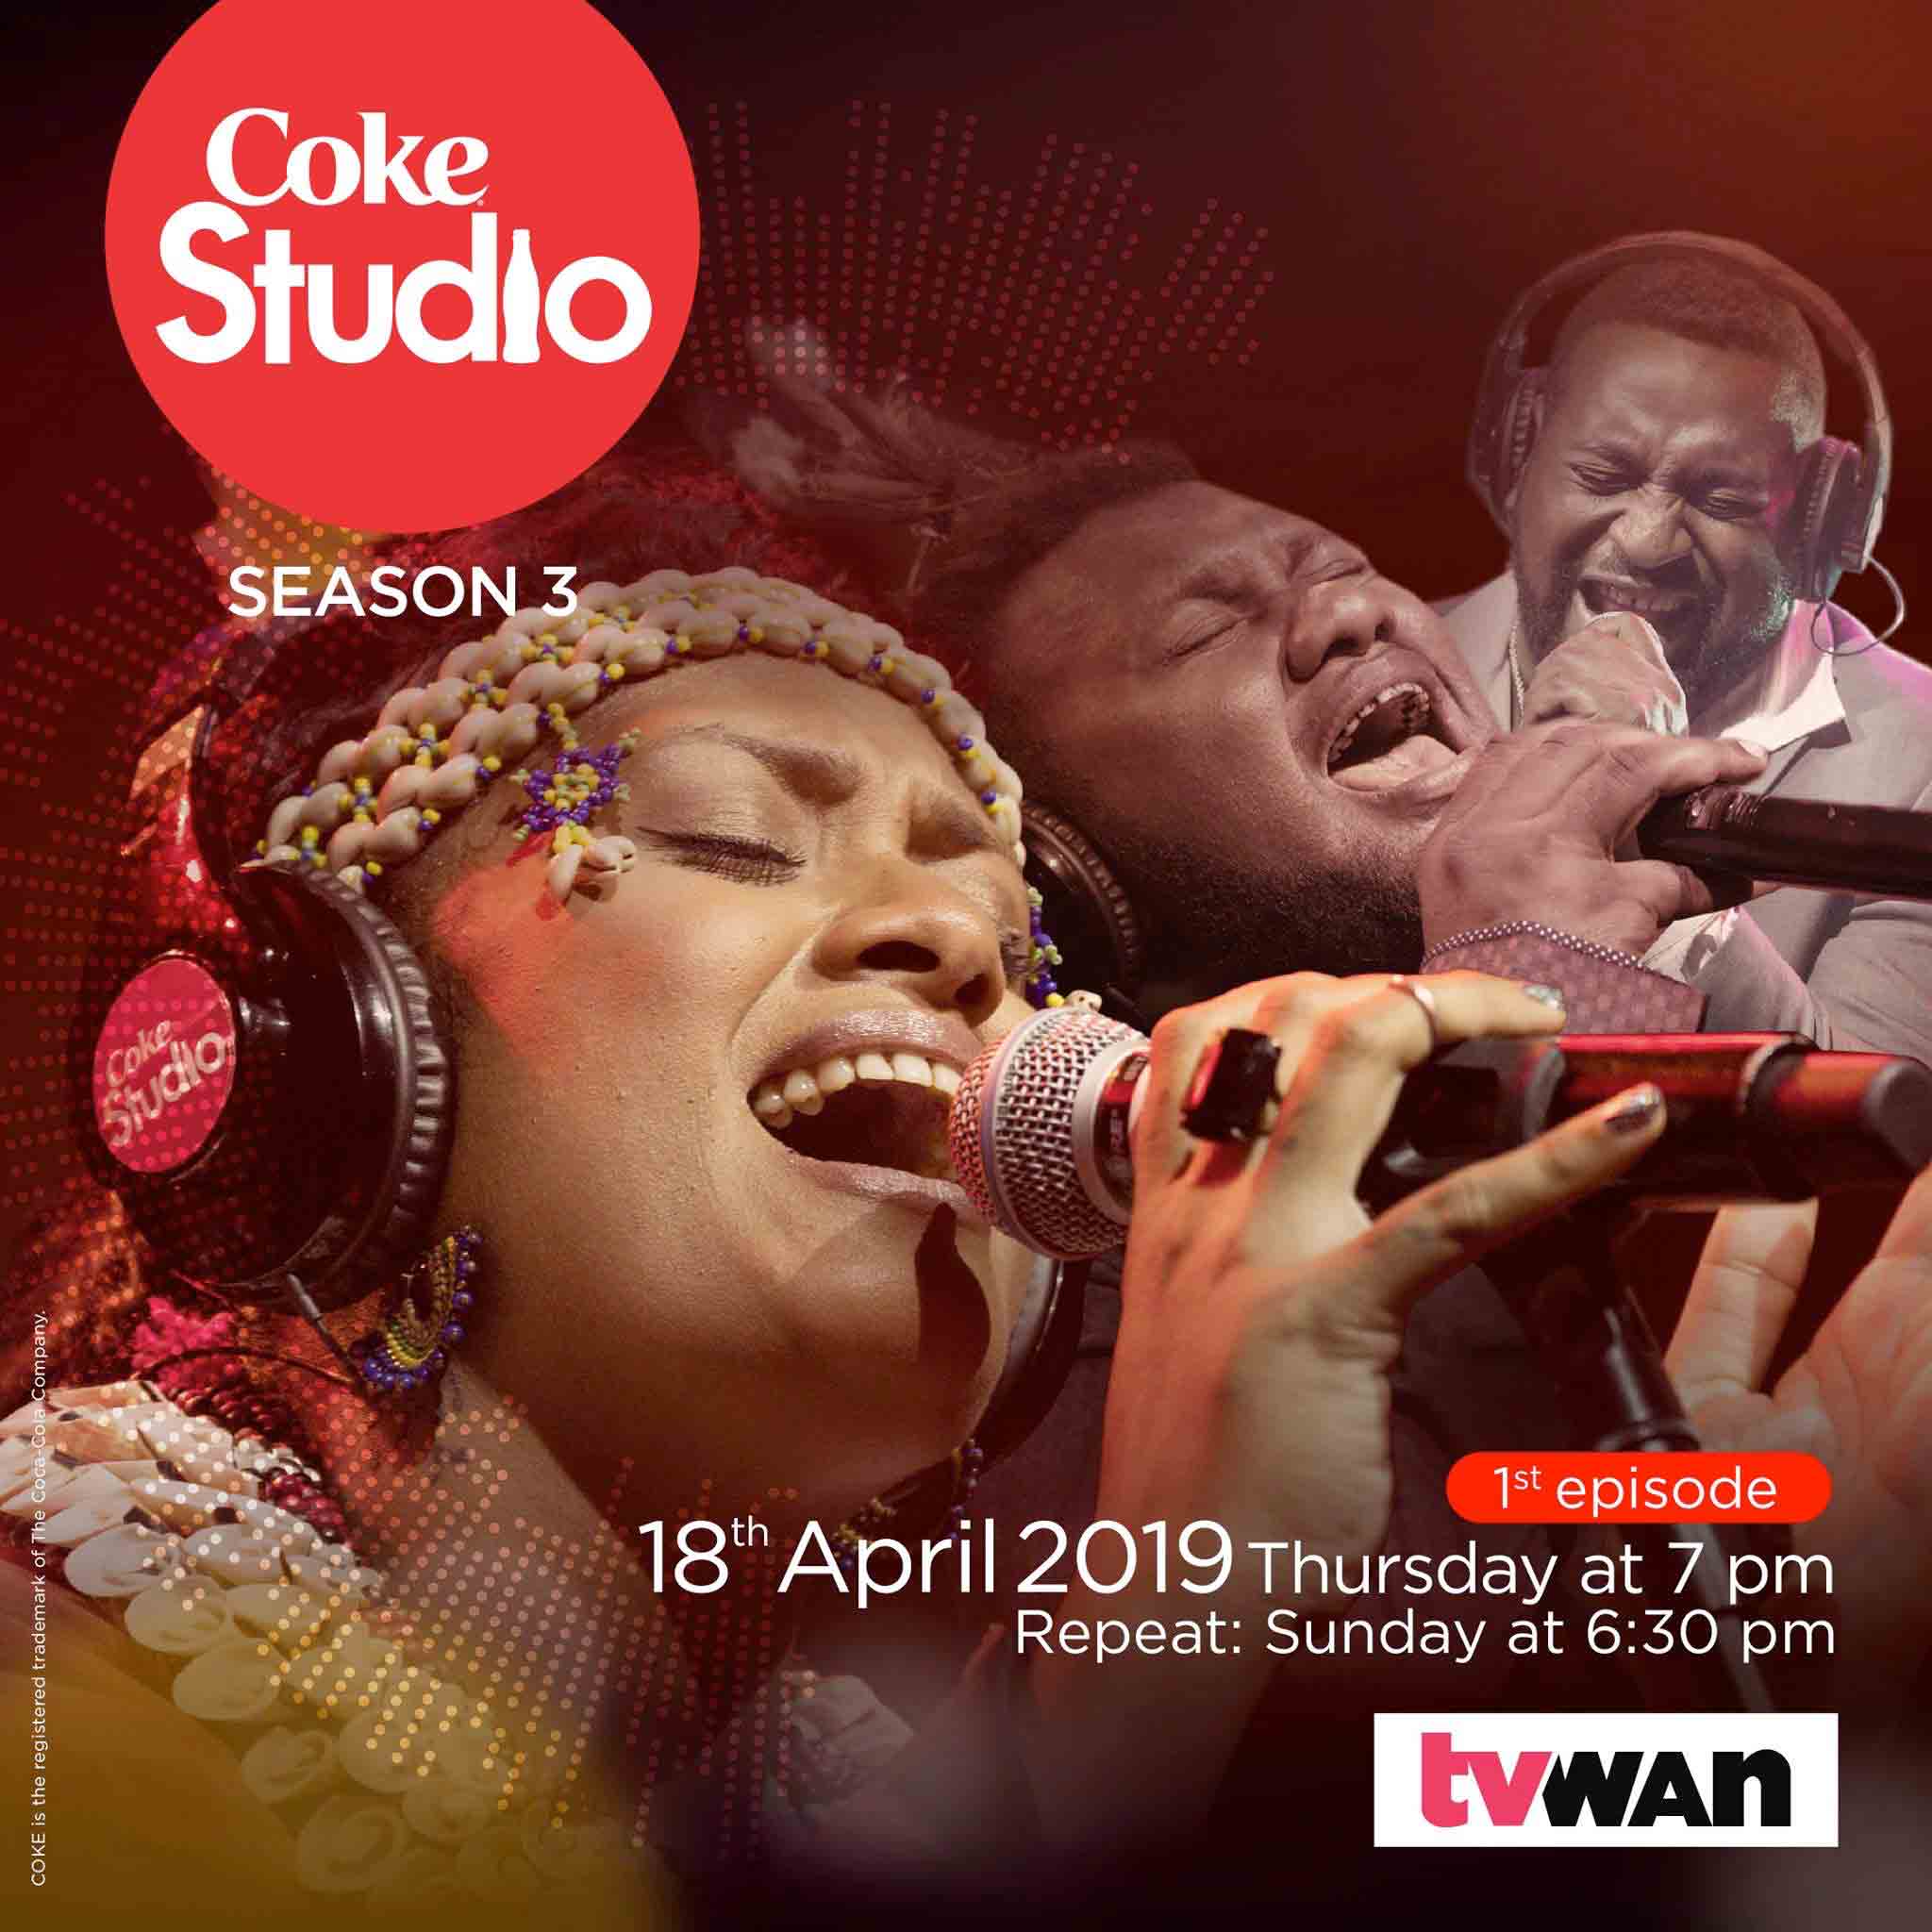 Coke
Studio
SEASON 3
Coke
Studio
1st episode
18th April 2019 Thursday at 7 pm
Repeat: Sunday at 6:30 pm
tvwan
COKE is the registered trademark of The Coca-Cola Company.